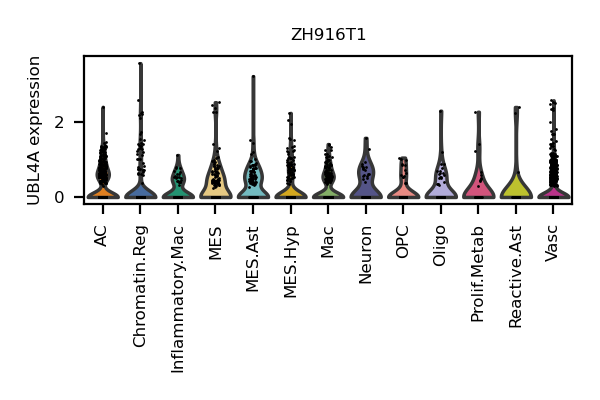 ZH916T1
UBL4A expression
2
0
AC
Chromatin.Reg
Inflammatory.Mac
MES
MES.Ast
MES.Hyp
Mac
Neuron
OPC
Oligo
Prolif.Metab
Reactive.Ast
Vasc